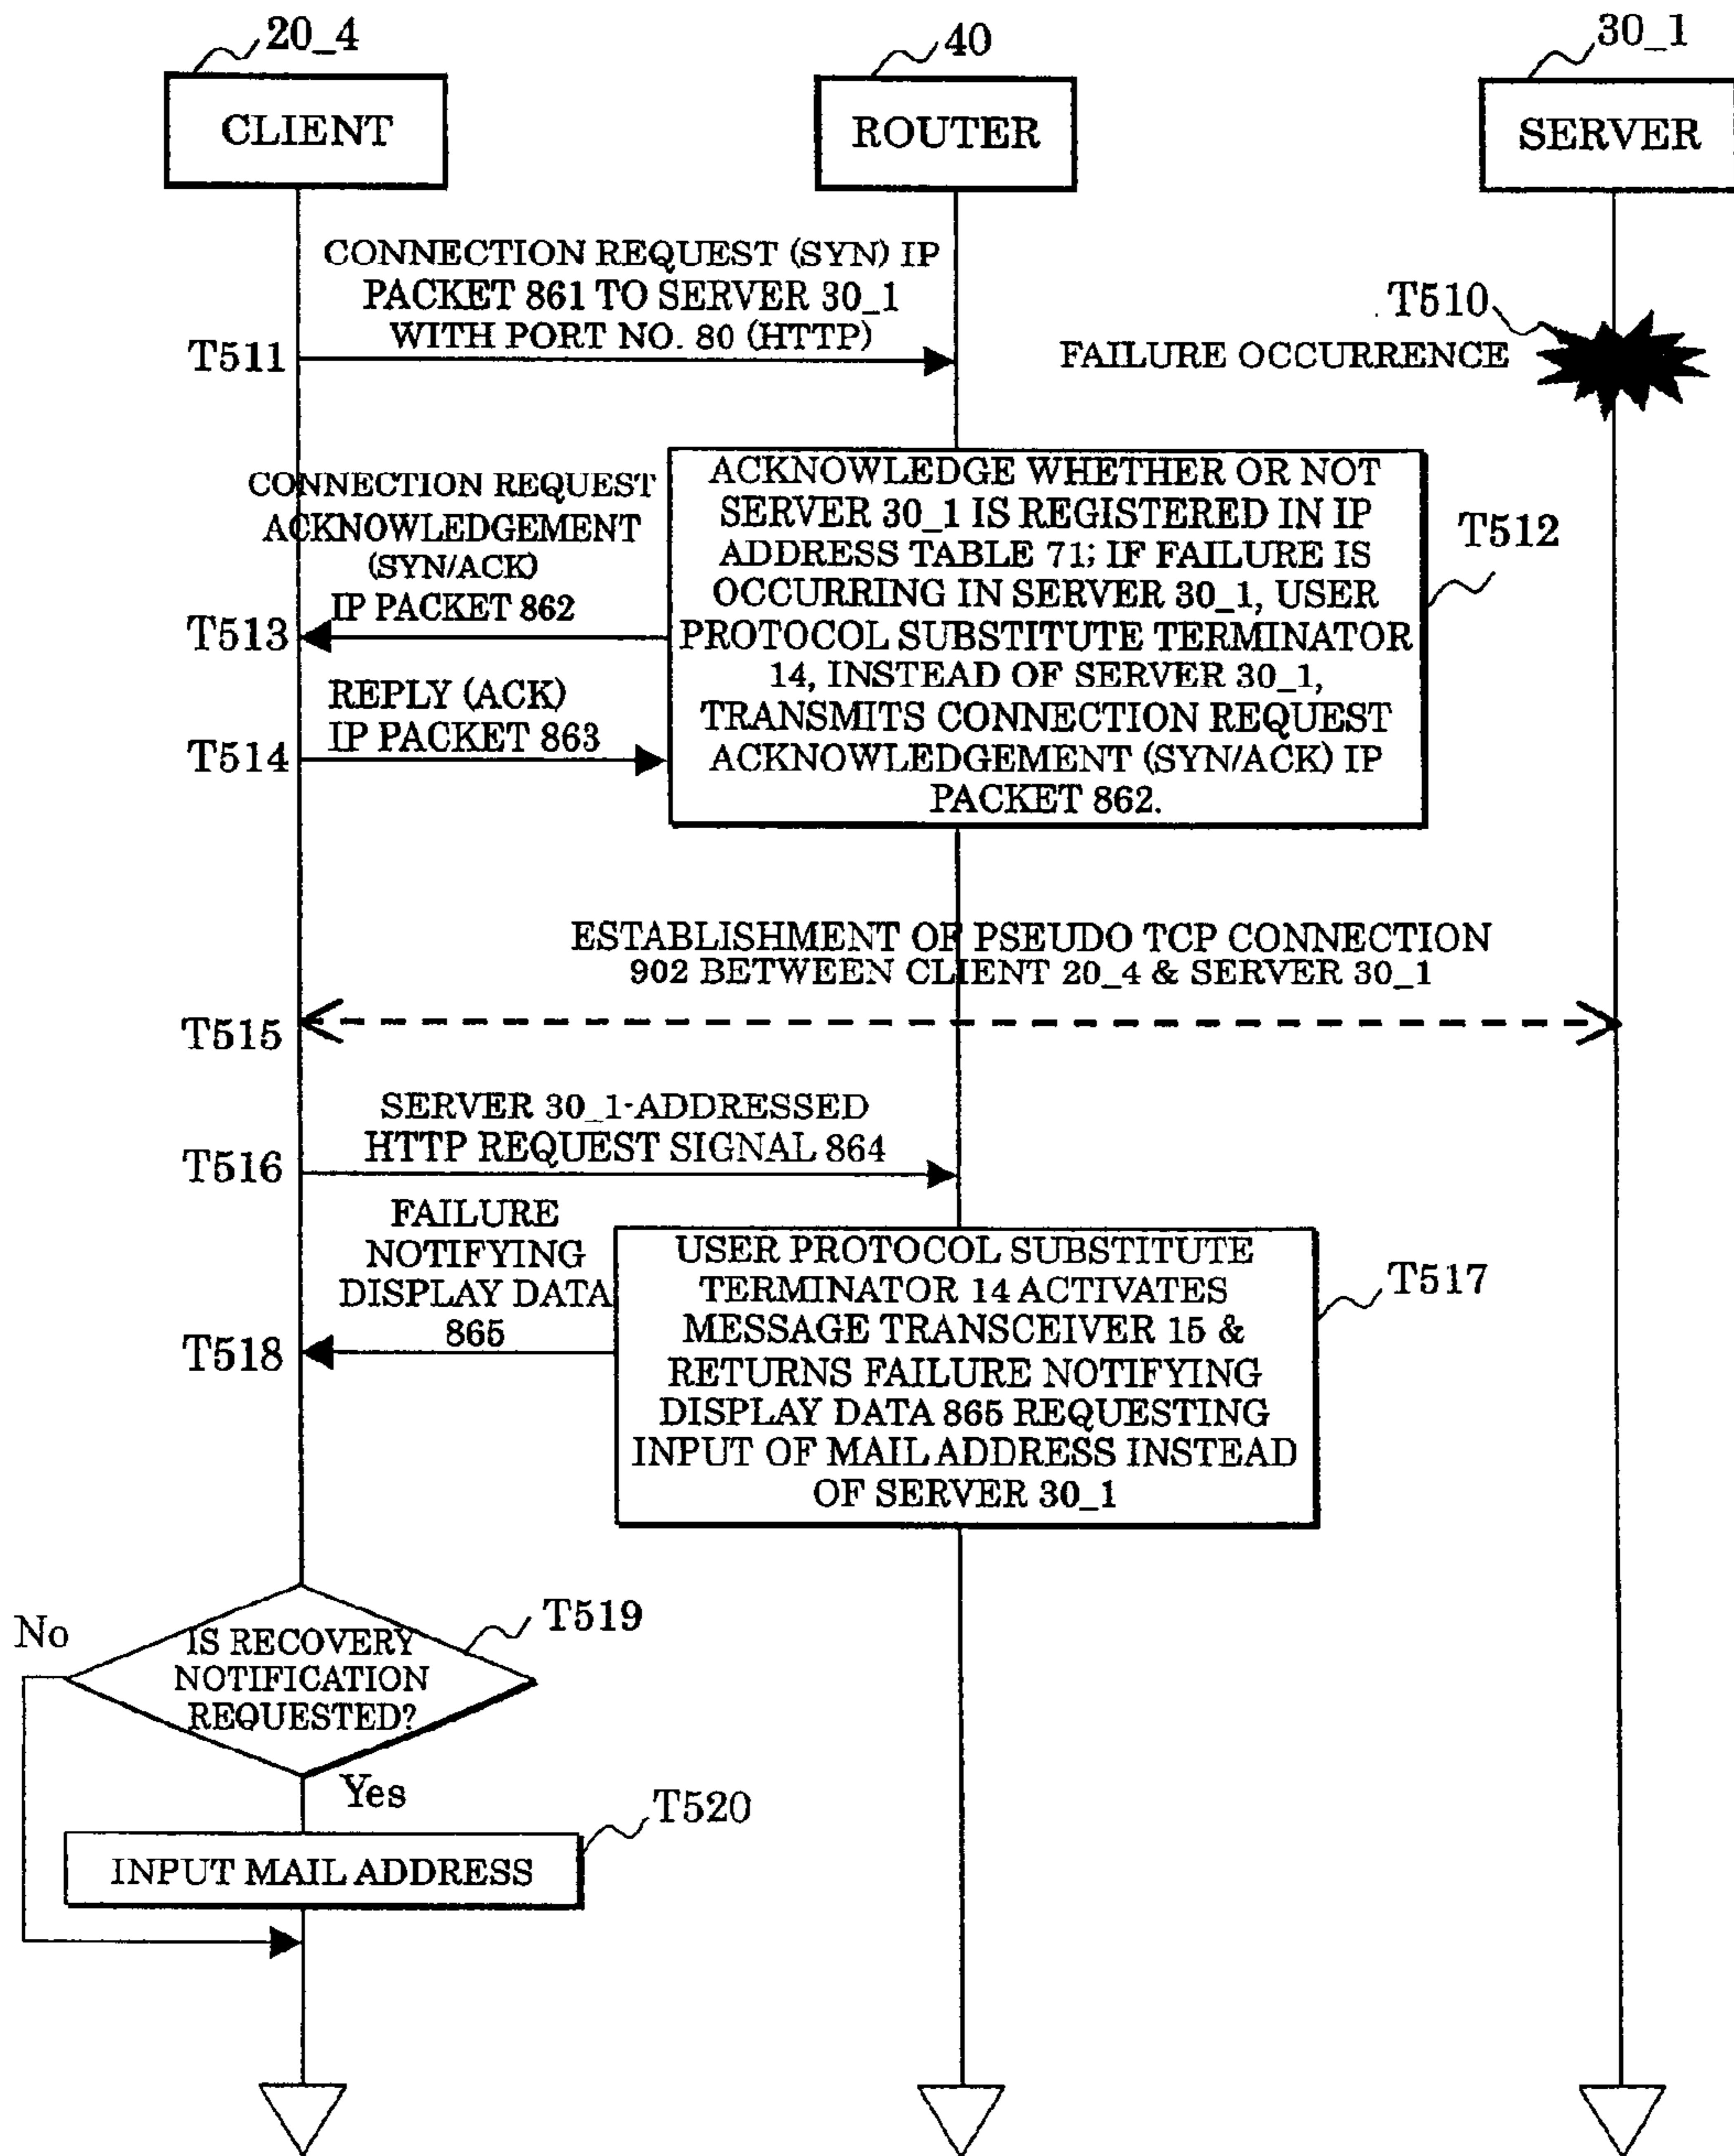 20_4
40
30_1
CLIENT
ROUTER
SERVER
CONNECTION REQUEST (SYN) IP
PACKET 861 TO SERVER 30_1
WITH PORT NO. 80 (HTTP)
T511
T510
FAILURE OCCURRENCE
CONNECTION REQUEST
ACKNOWLEDGEMENT
(SYN/ACK)
IP PACKET 862
T513
REPLY (ACK)
IP PACKET 863
T514
ACKNOWLEDGE WHETHER OR NOT
SERVER 30_1 IS REGISTERED IN IP
ADDRESS TABLE 71; IF FAILURE IS
OCCURRING IN SERVER 30_1, USER
PROTOCOL SUBSTITUTE TERMINATOR
14, INSTEAD OF SERVER 30_1,
TRANSMITS CONNECTION REQUEST
ACKNOWLEDGEMENT (SYN/ACK) IP
PACKET 862.
T512
ESTABLISHMENT OF PSEUDO TCP CONNECTION
902 BETWEEN CLIENT 20_4 & SERVER 30_1
T515
SERVER 30_1-ADDRESSED
HTTP REQUEST SIGNAL 864
T516
FAILURE
NOTIFYING
DISPLAY DATA
865
T518
USER PROTOCOL SUBSTITUTE
TERMINATOR 14 ACTIVATES
MESSAGE TRANSCEIVER 15 &
RETURNS FAILURE NOTIFYING
DISPLAY DATA 865 REQUESTING
INPUT OF MAIL ADDRESS INSTEAD
OF SERVER 30_1
T517
No
IS RECOVERY
NOTIFICATION
REQUESTED?
T519
Yes
T520
INPUT MAIL ADDRESS